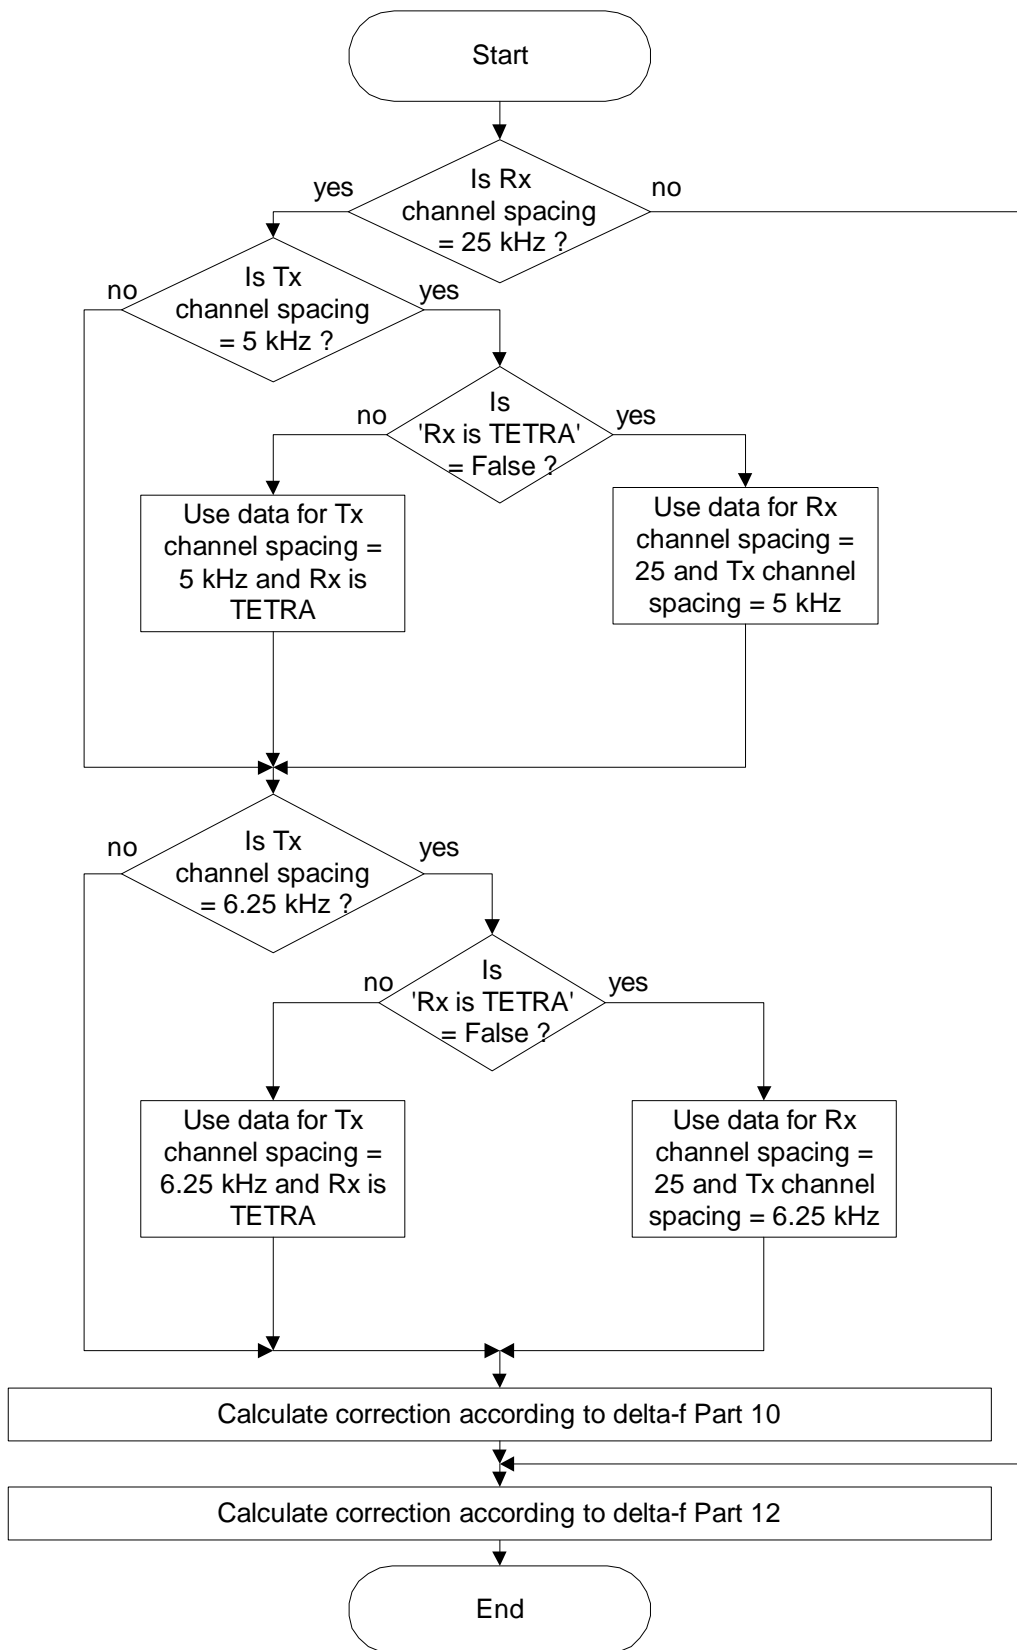 Start
Is Rx
channel spacing
= 25 kHz ?
yes
no
Is Tx
channel spacing
= 5 kHz ?
no
yes
Is
'Rx is TETRA'
= False ?
no
yes
Use data for Tx
channel spacing =
5 kHz and Rx is
TETRA
Use data for Rx
channel spacing =
25 and Tx channel
spacing = 5 kHz
Is Tx
channel spacing
= 6.25 kHz ?
no
yes
Is
'Rx is TETRA'
= False ?
no
yes
Use data for Tx
channel spacing =
6.25 kHz and Rx is
TETRA
Use data for Rx
channel spacing =
25 and Tx channel
spacing = 6.25 kHz
Calculate correction according to delta-f Part 10
Calculate correction according to delta-f Part 12
End